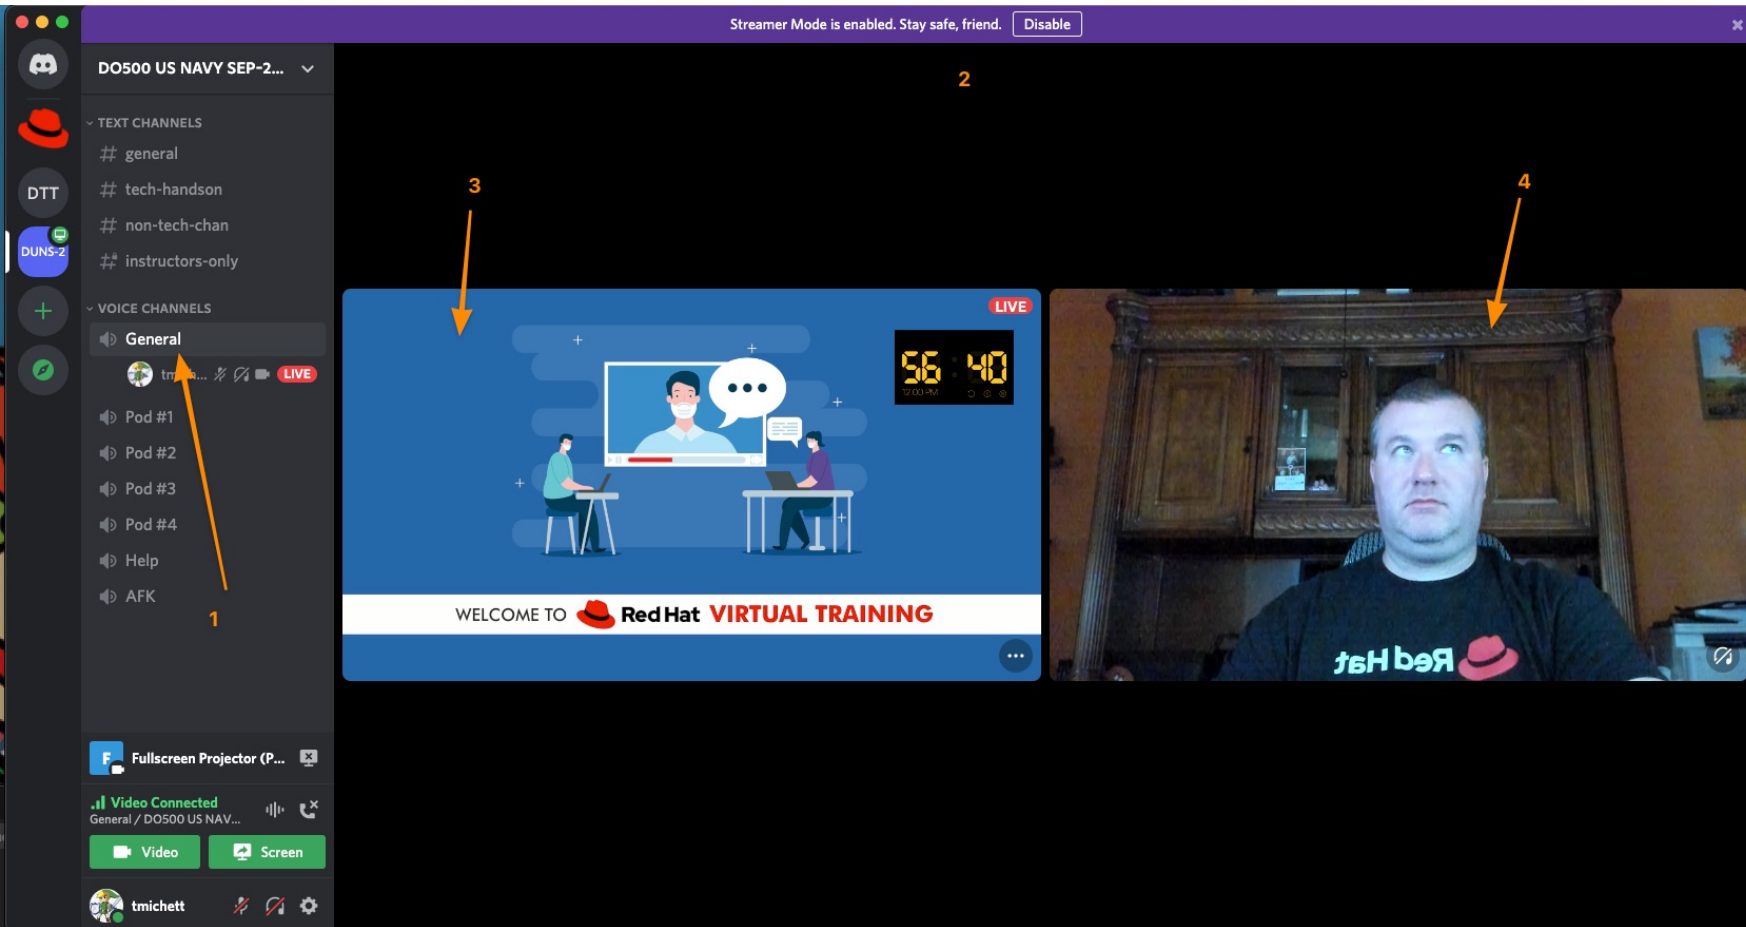 Streamer Mode is enabled. Stay safe, friend. Disable
DO500 US NAVY SEP-2...
TEXT CHANNELS
general
tech-handson
non-tech-chan
instructors-only
VOICE CHANNELS
General
LIVE
Pod #1
Pod #2
Pod #3
Pod #4
Help
AFK
1
DTT
DUNS-2
F Fullscreen Projector (P...
Video Connected
General / DO500 US NAV...
Video Screen
tmichett
2
3
4
LIVE
56 40
12:00 PM
WELCOME TO Red Hat VIRTUAL TRAINING
Red Hat